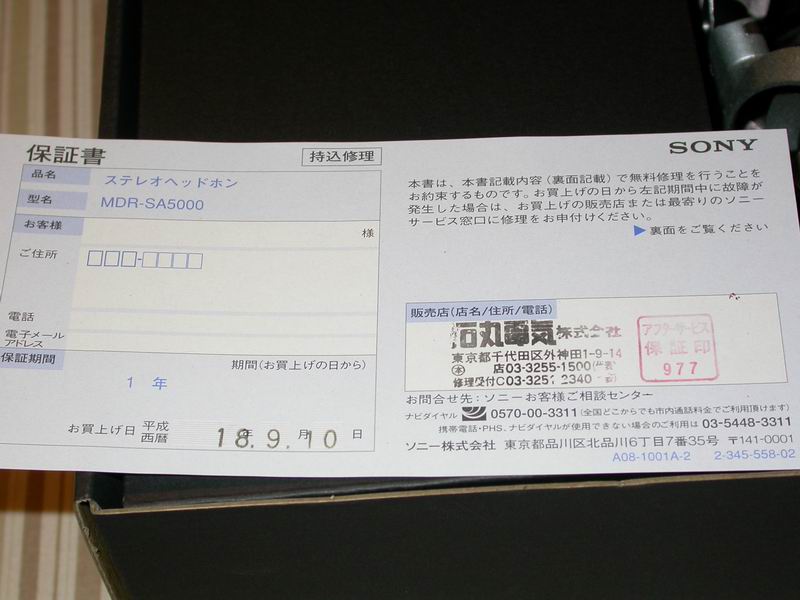 保証書
持込修理
品名 ステレオヘッドホン
型名 MDR-SA5000
お客様 様
ご住所
電話
電子メール
アドレス
保証期間 期間(お買上げの日から)
1 年
お買上げ日 平成 西暦 18.9.10 年 月 日
SONY
本書は、本書記載内容(裏面記載)で無料修理を行うことを
お約束するものです。お買上げの日から左記期間中に故障が
発生した場合は、お買上げの販売店または最寄りのソニー
サービス窓口に修理をお申付けください。
▶裏面をご覧ください
販売店(店名/住所/電話)
石丸電気株式会社
東京都千代田区外神田1-9-14
本 店03-3255-1500(代表)
修理受付C03-3251-2340
アフターサービス
保証印
977
お問合せ先:ソニーお客様ご相談センター
ナビダイヤル 0570-00-3311(全国どこからでも市内通話料金でご利用頂けます)
携帯電話・PHS、ナビダイヤルが使用できない場合のご利用は 03-5448-3311
ソニー株式会社 東京都品川区北品川6丁目7番35号 〒141-0001
A08-1001A-2 2-345-558-02